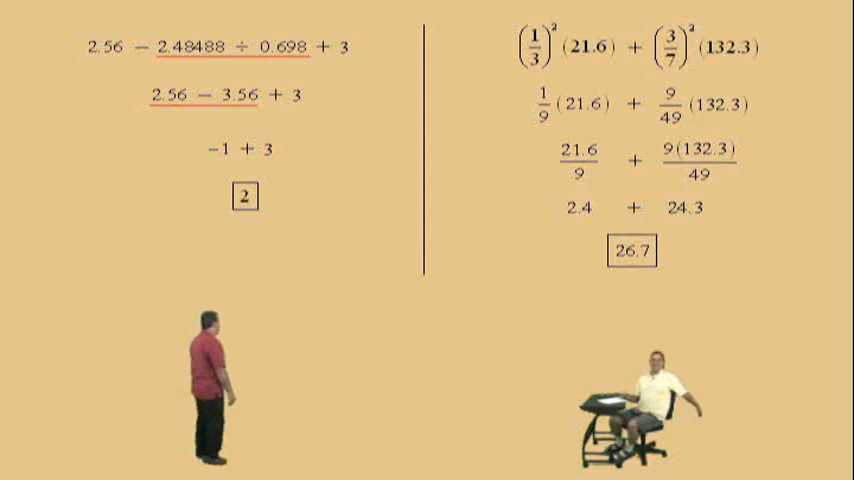 2.56 − 2.48488 ÷ 0.698 + 3
2.56 − 3.56 + 3
−1 + 3
2
(1/3)² (21.6) + (3/7)² (132.3)
1/9 (21.6) + 9/49 (132.3)
21.6/9 + 9(132.3)/49
2.4 + 24.3
26.7